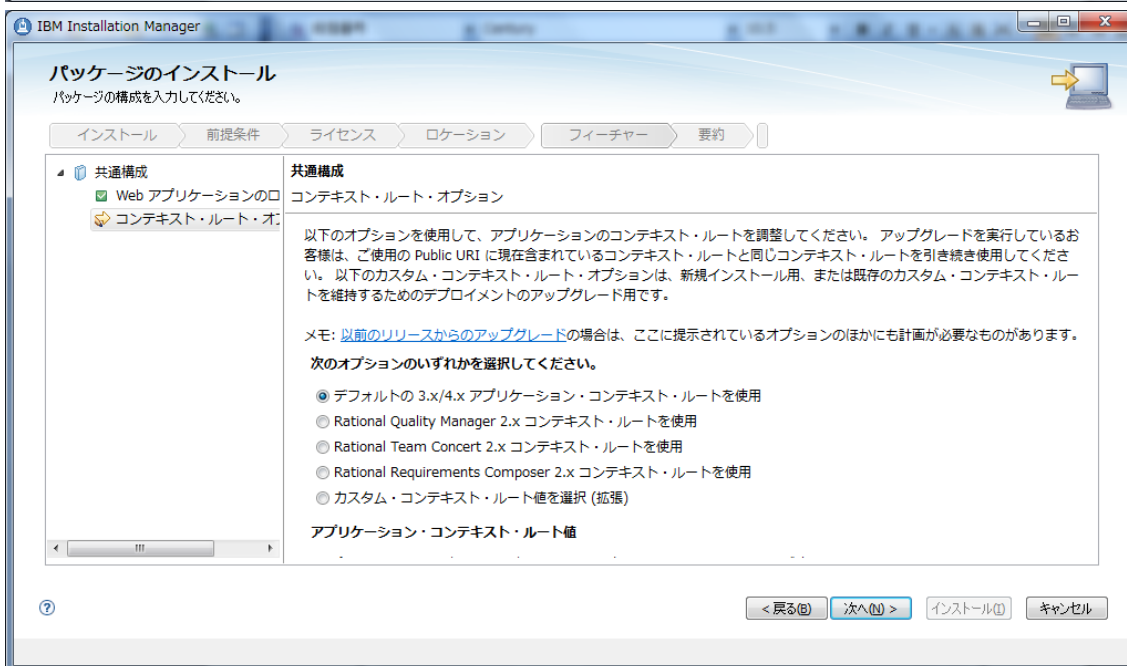 IBM Installation Manager
パッケージのインストール
パッケージの構成を入力してください。
インストール
前提条件
ライセンス
ロケーション
フィーチャー
要約
共通構成
Web アプリケーションのロ
コンテキスト・ルート・オ
共通構成
コンテキスト・ルート・オプション
以下のオプションを使用して、アプリケーションのコンテキスト・ルートを調整してください。 アップグレードを実行しているお
客様は、ご使用の Public URI に現在含まれているコンテキスト・ルートと同じコンテキスト・ルートを引き続き使用してくださ
い。 以下のカスタム・コンテキスト・ルート・オプションは、新規インストール用、または既存のカスタム・コンテキスト・ルー
トを維持するためのデプロイメントのアップグレード用です。
メモ: 以前のリリースからのアップグレードの場合は、ここに提示されているオプションのほかにも計画が必要なものがあります。
次のオプションのいずれかを選択してください。
デフォルトの 3.x/4.x アプリケーション・コンテキスト・ルートを使用
Rational Quality Manager 2.x コンテキスト・ルートを使用
Rational Team Concert 2.x コンテキスト・ルートを使用
Rational Requirements Composer 2.x コンテキスト・ルートを使用
カスタム・コンテキスト・ルート値を選択 (拡張)
アプリケーション・コンテキスト・ルート値
< 戻る(B)
次へ(N) >
インストール(I)
キャンセル